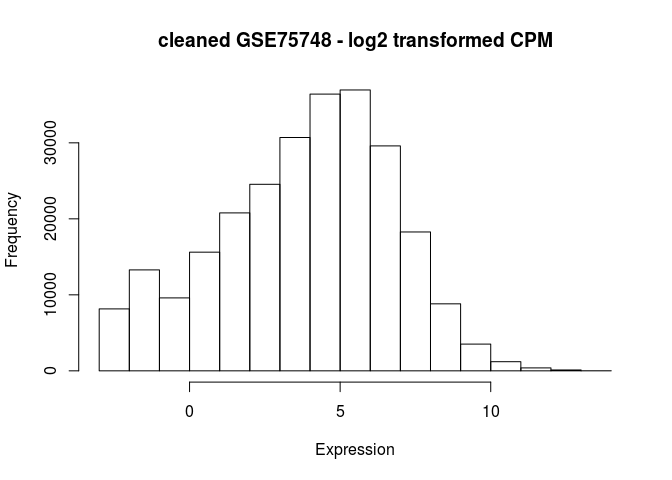 cleaned GSE75748 - log2 transformed CPM
Frequency
30000
20000
10000
0
0 5 10
Expression